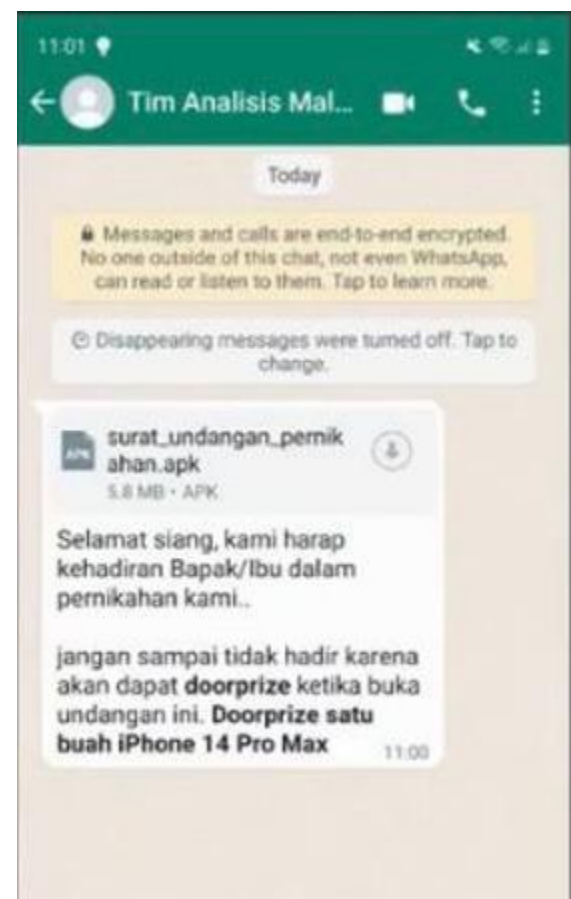 11:01
Tim Analisis Mal...
Today
Messages and calls are end-to-end encrypted.
No one outside of this chat, not even WhatsApp,
can read or listen to them. Tap to learn more.
Disappearing messages were turned off. Tap to
change.
surat_undangan_pernik
ahan.apk
APK
5.8 MB • APK
Selamat siang, kami harap
kehadiran Bapak/Ibu dalam
pernikahan kami..
jangan sampai tidak hadir karena
akan dapat doorprize ketika buka
undangan ini. Doorprize satu
buah iPhone 14 Pro Max
11:00